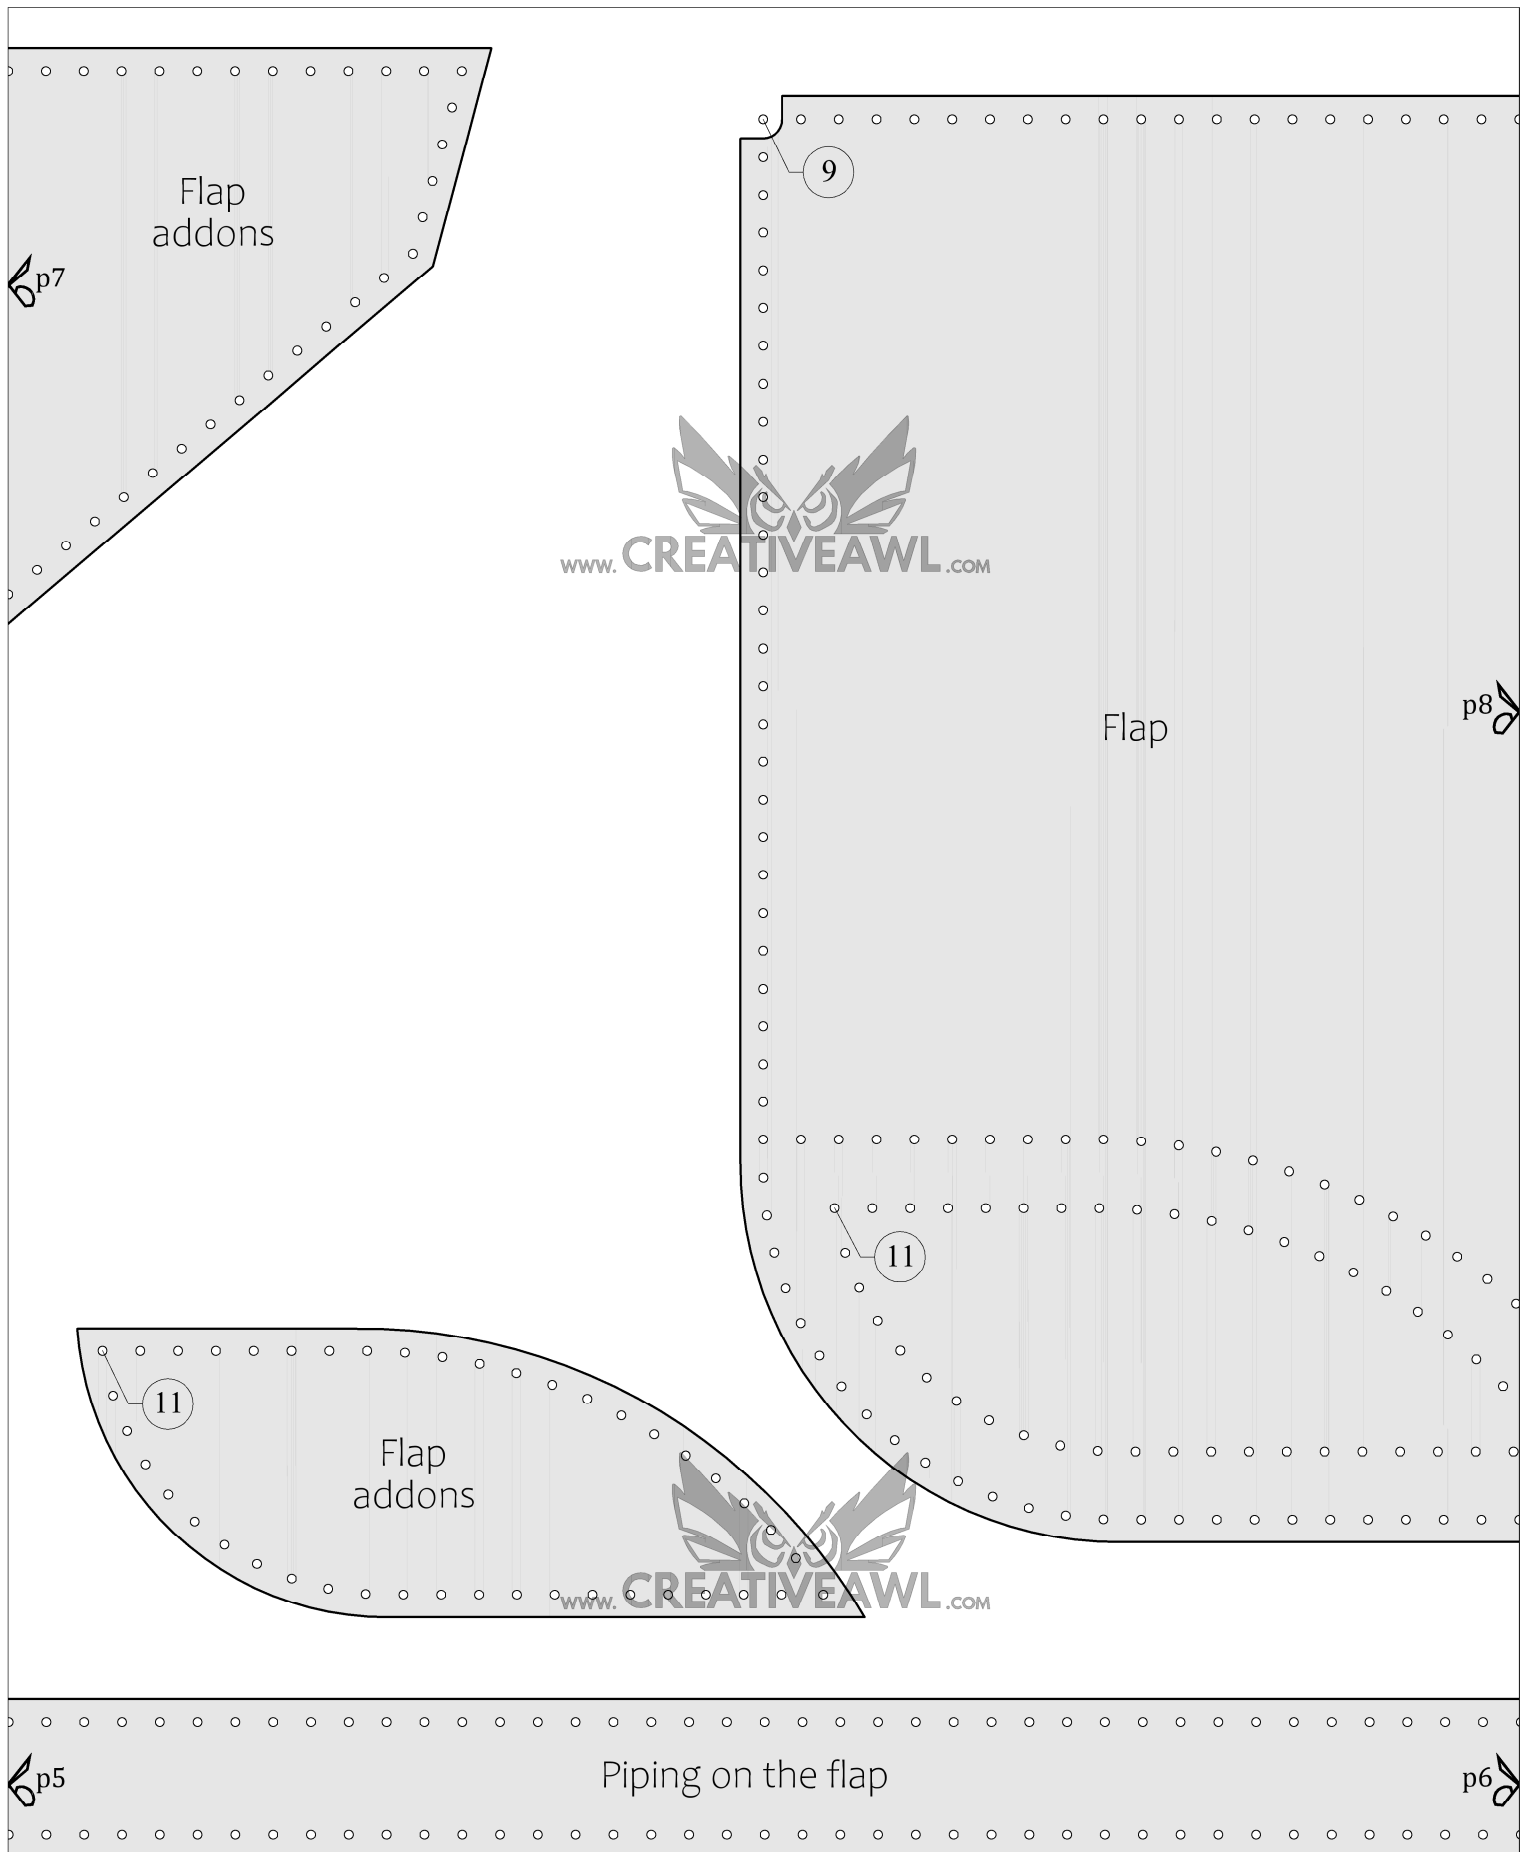 Flap
addons
p7
9
www.CREATIVEAWL.COM
Flap
p8
11
11
Flap
addons
www.CREATIVEAWL.COM
p5
Piping on the flap
p6